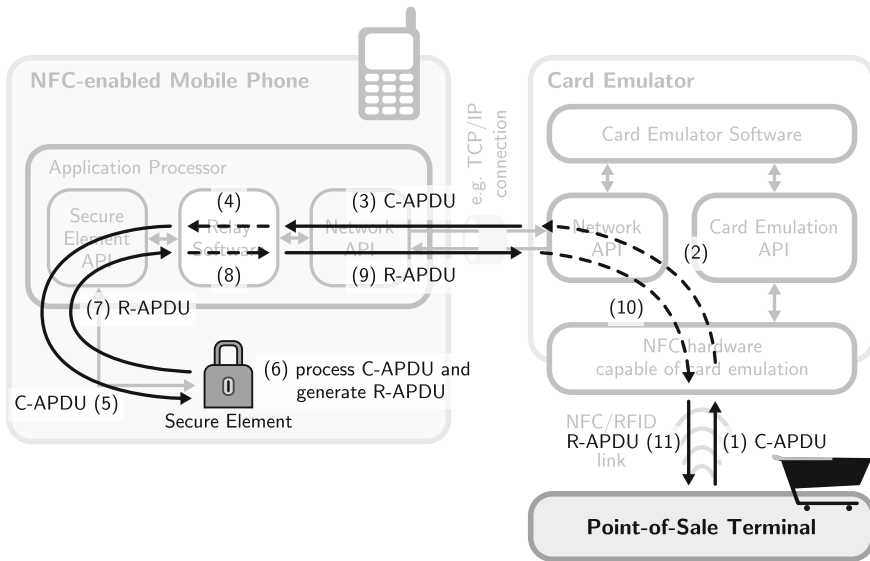 NFC-enabled Mobile Phone
Application Processor
Secure
Element
API
(4)
Relay
Software
(8)
(3) C-APDU
Network
API
(9) R-APDU
(7) R-APDU
(6) process C-APDU and
generate R-APDU
C-APDU (5)
Secure Element
e.g. TCP/IP
connection
Card Emulator
Card Emulator Software
Network
API
Card Emulation
API
(2)
(10)
NFC hardware
capable of card emulation
NFC/RFID
link
R-APDU (11)
(1) C-APDU
Point-of-Sale Terminal